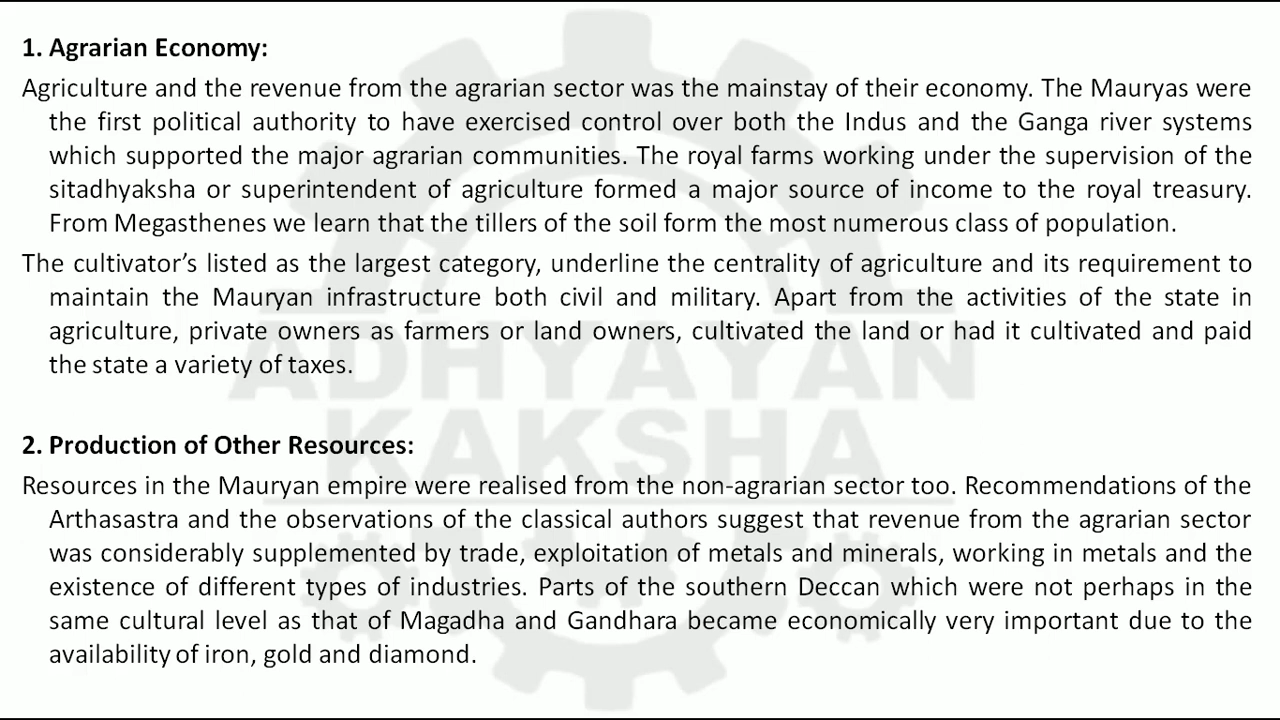 1. Agrarian Economy:
Agriculture and the revenue from the agrarian sector was the mainstay of their economy. The Mauryas were
the first political authority to have exercised control over both the Indus and the Ganga river systems
which supported the major agrarian communities. The royal farms working under the supervision of the
sitadhyaksha or superintendent of agriculture formed a major source of income to the royal treasury.
From Megasthenes we learn that the tillers of the soil form the most numerous class of population.
The cultivator’s listed as the largest category, underline the centrality of agriculture and its requirement to
maintain the Mauryan infrastructure both civil and military. Apart from the activities of the state in
agriculture, private owners as farmers or land owners, cultivated the land or had it cultivated and paid
the state a variety of taxes.
ADHYAYAN
KAKSHA
2. Production of Other Resources:
Resources in the Mauryan empire were realised from the non-agrarian sector too. Recommendations of the
Arthasastra and the observations of the classical authors suggest that revenue from the agrarian sector
was considerably supplemented by trade, exploitation of metals and minerals, working in metals and the
existence of different types of industries. Parts of the southern Deccan which were not perhaps in the
same cultural level as that of Magadha and Gandhara became economically very important due to the
availability of iron, gold and diamond.